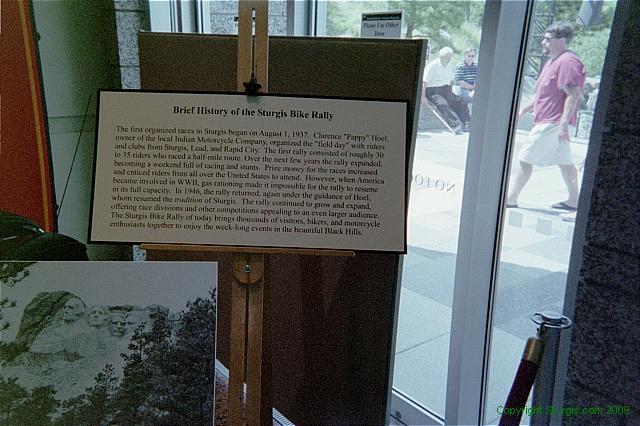 Please Use Other
Door
Brief History of the Sturgis Bike Rally
The first organized races in Sturgis began on August 1, 1937. Clarence "Pappy" Hoel,
owner of the local Indian Motorcycle Company, organized the "field day" with riders
and clubs from Sturgis, Lead, and Rapid City. The first rally consisted of roughly 30
to 35 riders who raced a half-mile route. Over the next few years the rally expanded,
becoming a weekend full of racing and stunts. Prize money for the races increased
and enticed riders from all over the United States to attend. However, when America
became involved in WWII, gas rationing made it impossible for the rally to resume
in its full capacity. In 1946, the rally returned, again under the guidance of Hoel,
whom resumed the tradition of Sturgis. The rally continued to grow and expand,
offering race divisions and other competitions appealing to an even larger audience.
The Sturgis Bike Rally of today brings thousands of visitors, bikers, and motorcycle
enthusiasts together to enjoy the week-long events in the beautiful Black Hills.
NO FO
Copyright Sturgis.com 2009